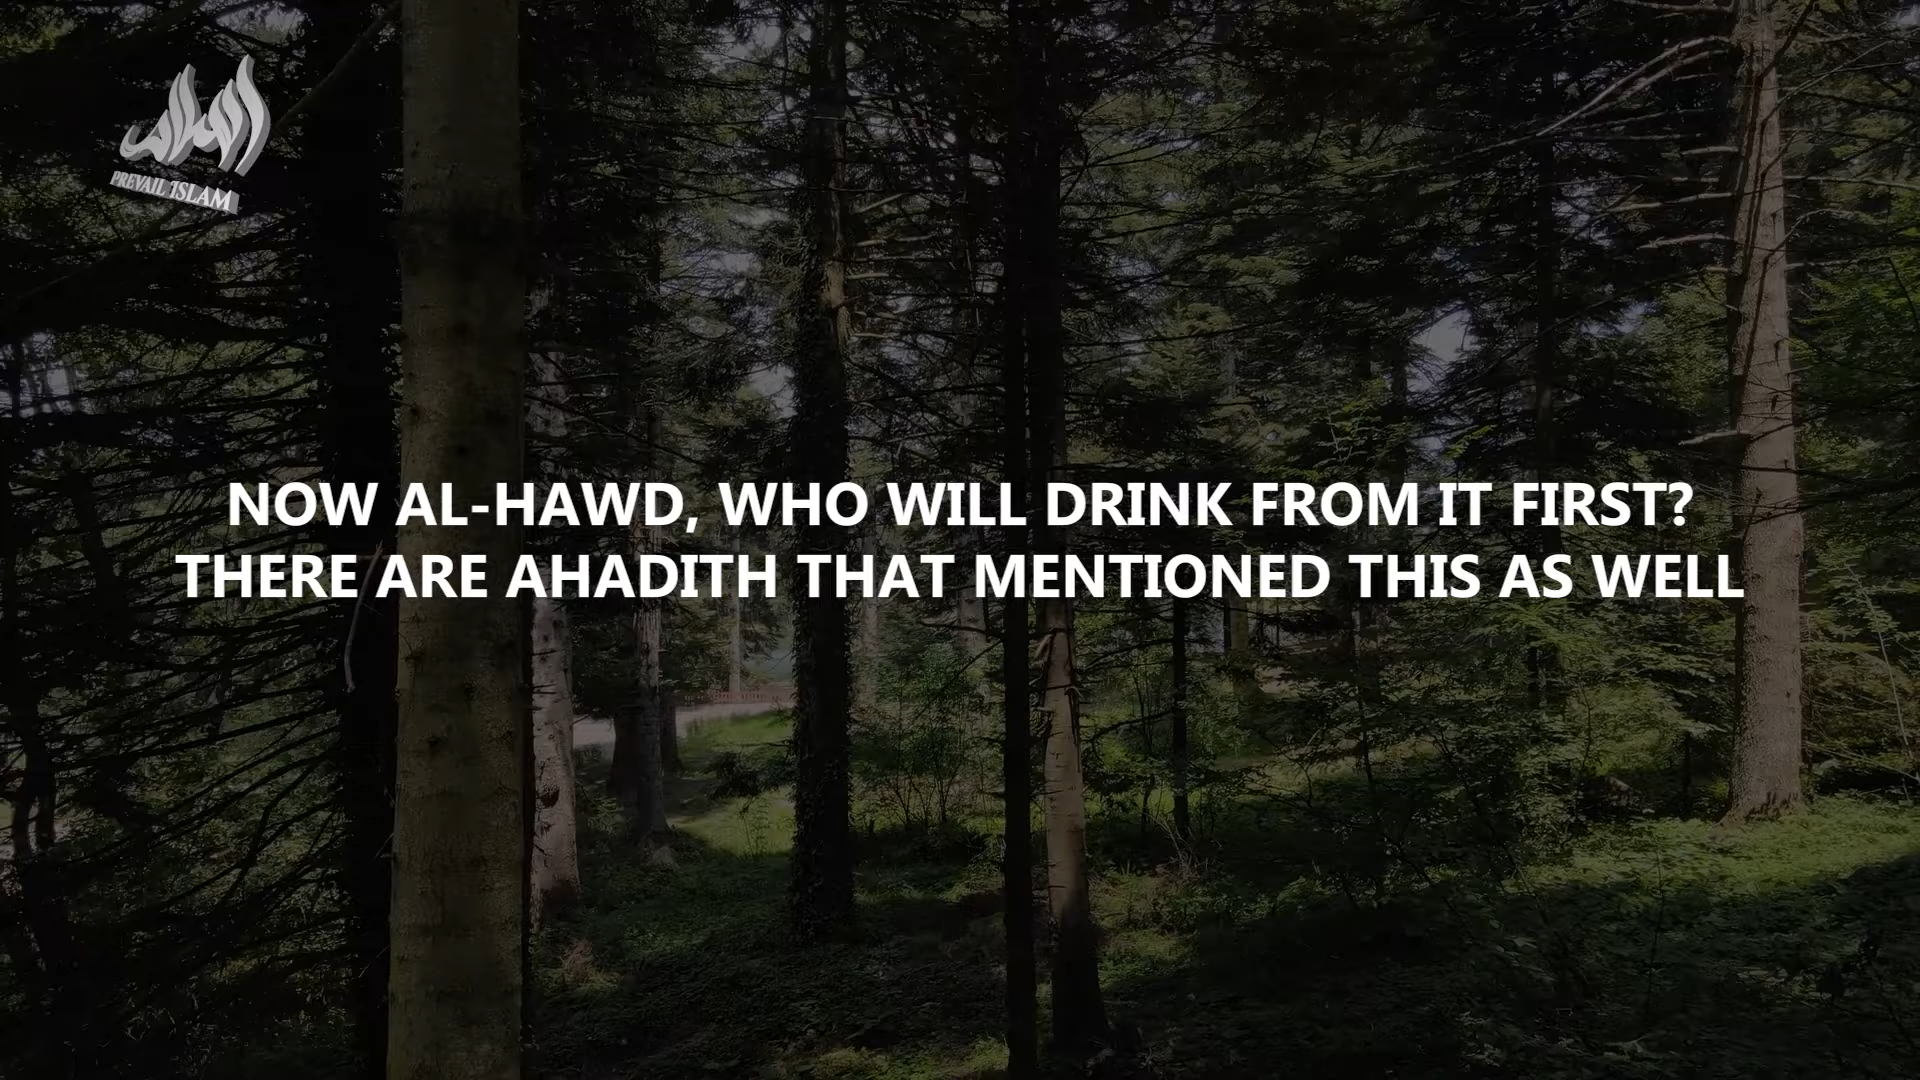 PREVAIL ISLAM
NOW AL-HAWD, WHO WILL DRINK FROM IT FIRST?
THERE ARE AHADITH THAT MENTIONED THIS AS WELL